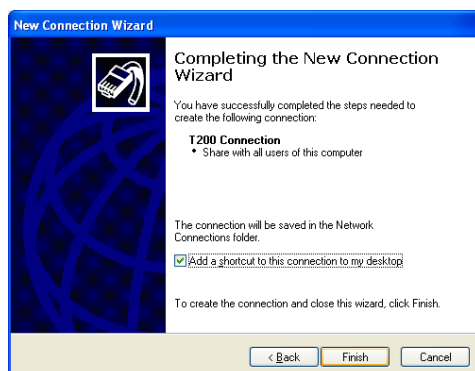 New Connection Wizard
Completing the New Connection
Wizard
You have successfully completed the steps needed to
create the following connection:
T200 Connection
• Share with all users of this computer
The connection will be saved in the Network
Connections folder.
Add a shortcut to this connection to my desktop
To create the connection and close this wizard, click Finish.
< Back Finish Cancel